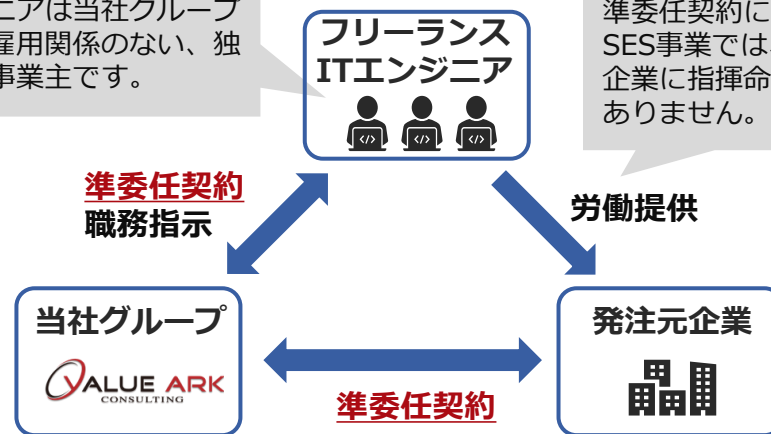 ニアは当社グループ
雇用関係のない、独
事業主です。
フリーランス
ITエンジニア
準委任契約に
SES事業では
企業に指揮命
ありません。
準委任契約
職務指示
労働提供
当社グループ
VALUE ARK
CONSULTING
発注元企業
準委任契約